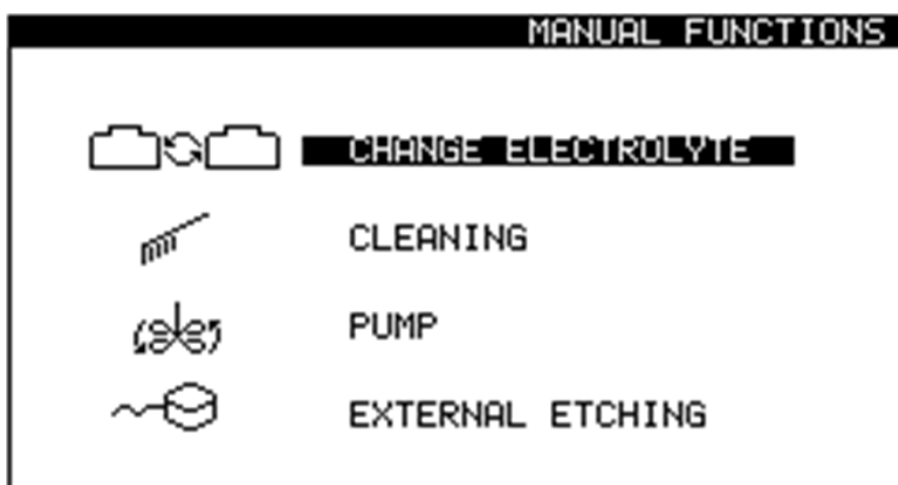 MANUAL FUNCTIONS
CHANGE ELECTROLYTE
CLEANING
PUMP
EXTERNAL ETCHING